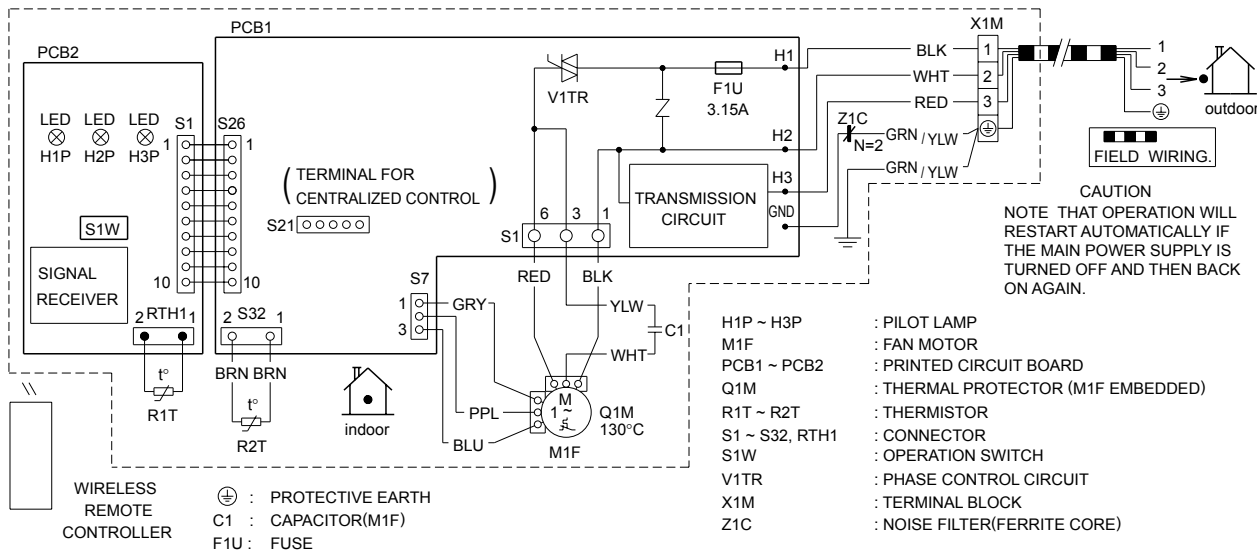 PCB2
PCB1
X1M
LED LED LED
H1P H2P H3P
S1 S26
1 1
10 10
S1W
SIGNAL
RECEIVER
2 RTH1 1
t°
R1T
2 S32 1
BRN BRN
t°
R2T
(TERMINAL FOR
CENTRALIZED CONTROL)
S21
S7
1
3
GRY
PPL
BLU
V1TR
F1U
3.15A
H1
H2
H3
GND
TRANSMISSION
CIRCUIT
6 3 1
S1
RED BLK
YLW
C1
WHT
M
1 ~
Q1M
130°C
M1F
indoor
BLK 1
WHT 2
RED 3
Z1C
N=2
GRN/YLW
GRN/YLW
1
2
3
outdoor
FIELD WIRING.
CAUTION
NOTE THAT OPERATION WILL
RESTART AUTOMATICALLY IF
THE MAIN POWER SUPPLY IS
TURNED OFF AND THEN BACK
ON AGAIN.
WIRELESS
REMOTE
CONTROLLER
: PROTECTIVE EARTH
C1 : CAPACITOR(M1F)
F1U : FUSE
H1P ~ H3P : PILOT LAMP
M1F : FAN MOTOR
PCB1 ~ PCB2 : PRINTED CIRCUIT BOARD
Q1M : THERMAL PROTECTOR (M1F EMBEDDED)
R1T ~ R2T : THERMISTOR
S1 ~ S32, RTH1 : CONNECTOR
S1W : OPERATION SWITCH
V1TR : PHASE CONTROL CIRCUIT
X1M : TERMINAL BLOCK
Z1C : NOISE FILTER(FERRITE CORE)